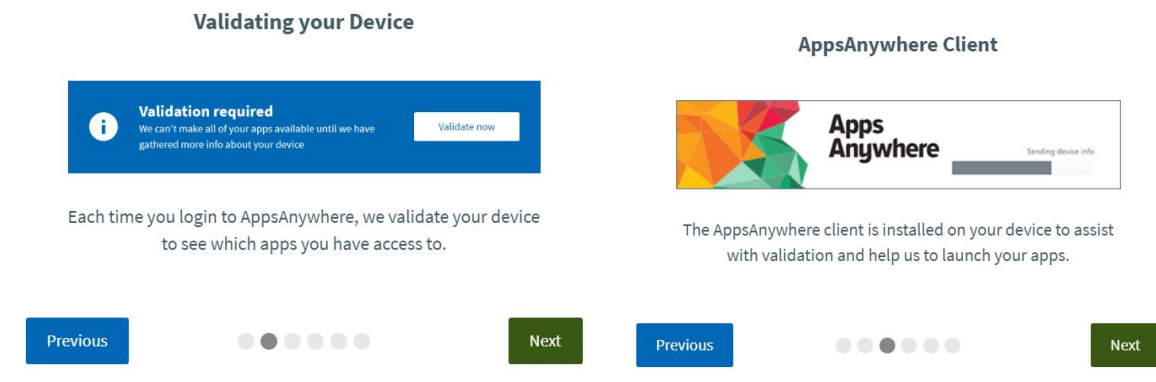 Validating your Device
Validation required
We can't make all of your apps available until we have
gathered more info about your device
Validate now
Each time you login to AppsAnywhere, we validate your device
to see which apps you have access to.
Previous
Next
AppsAnywhere Client
Apps
Anywhere
Sending device info
The AppsAnywhere client is installed on your device to assist
with validation and help us to launch your apps.
Previous
Next